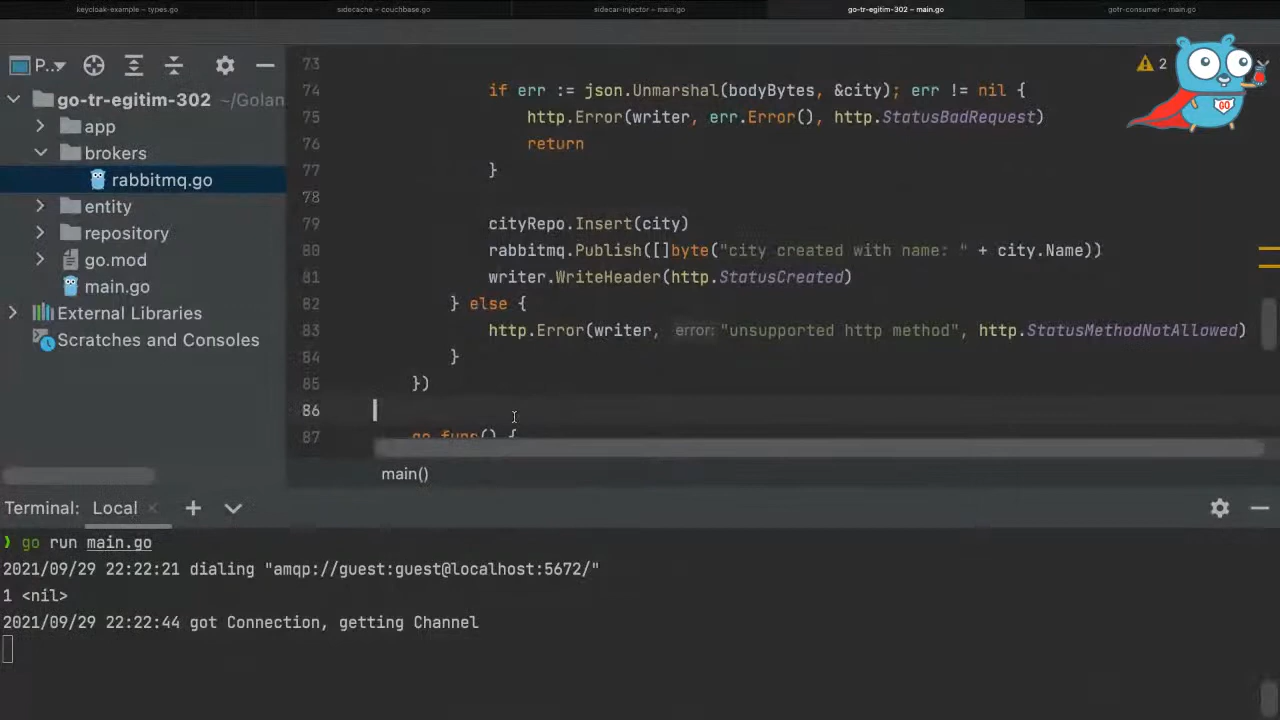 keycloak-example – types.go
sidecache – couchbase.go
sidecar-injector – main.go
go-tr-egitim-302 – main.go
gotr-consumer – main.go
P..
2
go-tr-egitim-302 ~/Golan
app
brokers
rabbitmq.go
entity
repository
go.mod
main.go
External Libraries
Scratches and Consoles
73
74 if err := json.Unmarshal(bodyBytes, &city); err != nil {
75 http.Error(writer, err.Error(), http.StatusBadRequest)
76 return
77 }
78
79 cityRepo.Insert(city)
80 rabbitmq.Publish([]byte("city created with name: " + city.Name))
81 writer.WriteHeader(http.StatusCreated)
82 } else {
83 http.Error(writer, error: "unsupported http method", http.StatusMethodNotAllowed)
84 }
85 })
86
87 go func() {
main()
GO
Terminal: Local
❯ go run main.go
2021/09/29 22:22:21 dialing "amqp://guest:guest@localhost:5672/"
1 <nil>
2021/09/29 22:22:44 got Connection, getting Channel